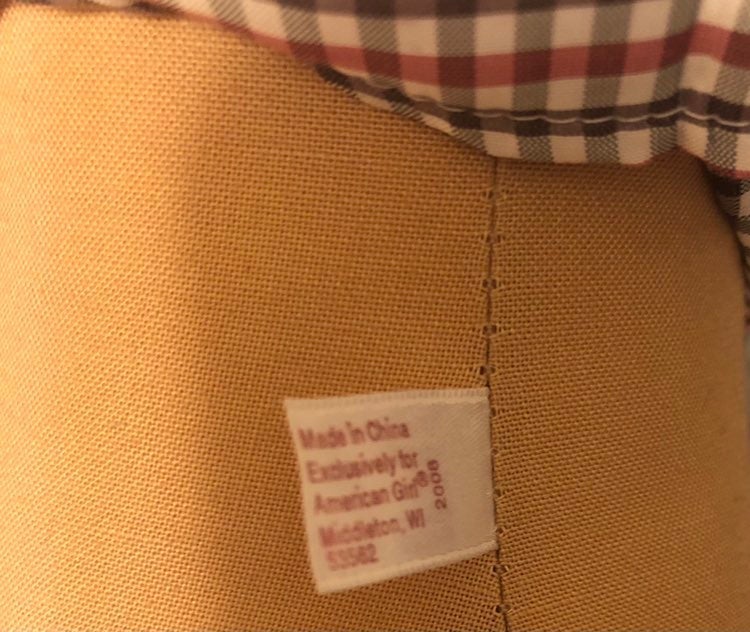 Made in China
Exclusively for
American Girl®
Middleton, WI
53562
2008